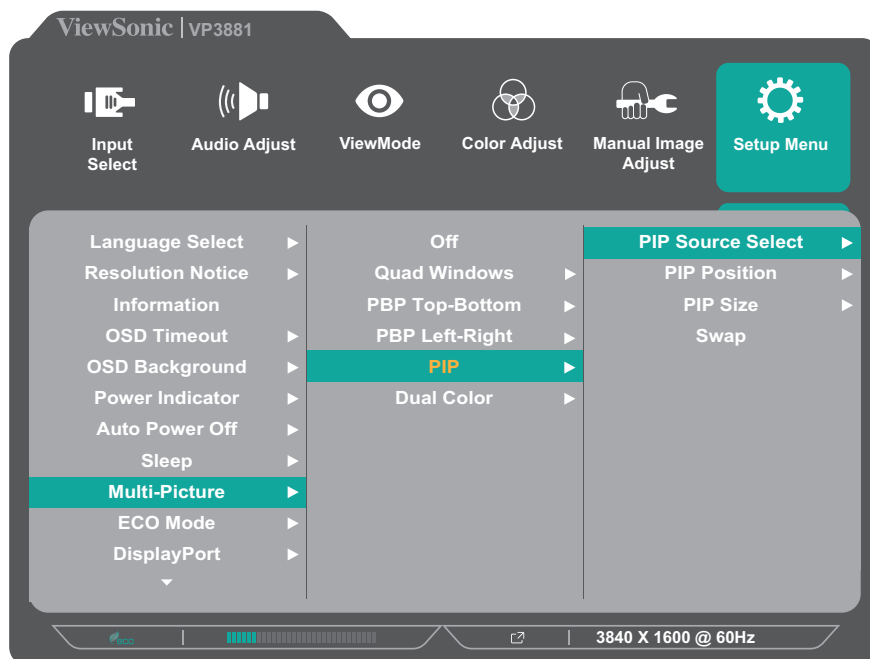 ViewSonic | VP3881
Input Select
Audio Adjust
ViewMode
Color Adjust
Manual Image Adjust
Setup Menu
Language Select
Resolution Notice
Information
OSD Timeout
OSD Background
Power Indicator
Auto Power Off
Sleep
Multi-Picture
ECO Mode
DisplayPort
Off
Quad Windows
PBP Top-Bottom
PBP Left-Right
PIP
Dual Color
PIP Source Select
PIP Position
PIP Size
Swap
eco
3840 X 1600 @ 60Hz